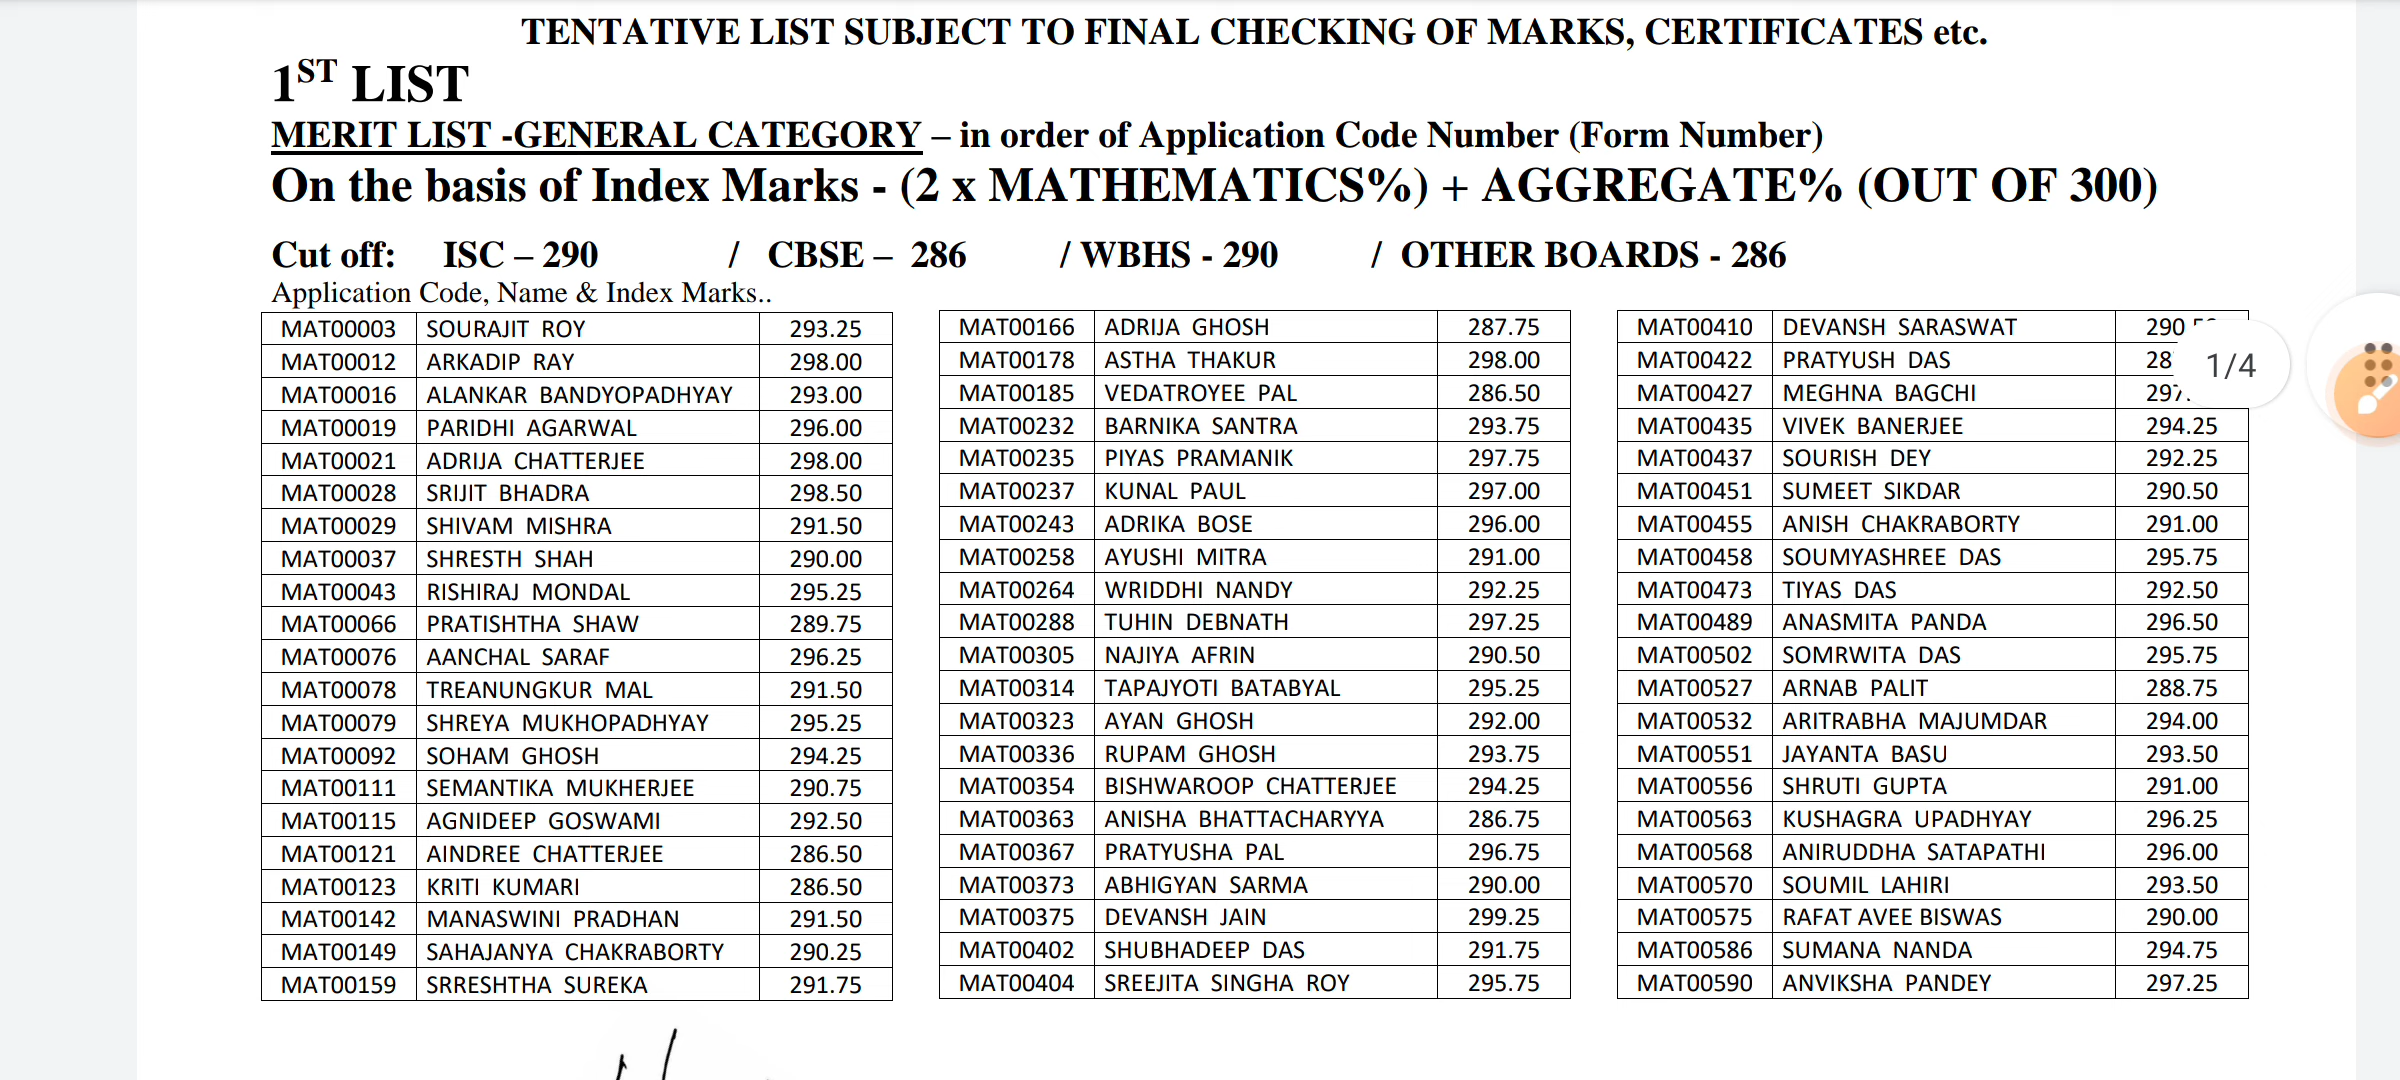 TENTATIVE LIST SUBJECT TO FINAL CHECKING OF MARKS, CERTIFICATES etc.
1ST LIST
MERIT LIST -GENERAL CATEGORY – in order of Application Code Number (Form Number)
On the basis of Index Marks - (2 x MATHEMATICS%) + AGGREGATE% (OUT OF 300)
Cut off: ISC – 290 / CBSE – 286 / WBHS - 290 / OTHER BOARDS - 286
Application Code, Name & Index Marks..
MAT00003 SOURAJIT ROY 293.25
MAT00012 ARKADIP RAY 298.00
MAT00016 ALANKAR BANDYOPADHYAY 293.00
MAT00019 PARIDHI AGARWAL 296.00
MAT00021 ADRIJA CHATTERJEE 298.00
MAT00028 SRIJIT BHADRA 298.50
MAT00029 SHIVAM MISHRA 291.50
MAT00037 SHRESTH SHAH 290.00
MAT00043 RISHIRAJ MONDAL 295.25
MAT00066 PRATISHTHA SHAW 289.75
MAT00076 AANCHAL SARAF 296.25
MAT00078 TREANUNGKUR MAL 291.50
MAT00079 SHREYA MUKHOPADHYAY 295.25
MAT00092 SOHAM GHOSH 294.25
MAT00111 SEMANTIKA MUKHERJEE 290.75
MAT00115 AGNIDEEP GOSWAMI 292.50
MAT00121 AINDREE CHATTERJEE 286.50
MAT00123 KRITI KUMARI 286.50
MAT00142 MANASWINI PRADHAN 291.50
MAT00149 SAHAJANYA CHAKRABORTY 290.25
MAT00159 SRRESHTHA SUREKA 291.75
MAT00166 ADRIJA GHOSH 287.75
MAT00178 ASTHA THAKUR 298.00
MAT00185 VEDATROYEE PAL 286.50
MAT00232 BARNIKA SANTRA 293.75
MAT00235 PIYAS PRAMANIK 297.75
MAT00237 KUNAL PAUL 297.00
MAT00243 ADRIKA BOSE 296.00
MAT00258 AYUSHI MITRA 291.00
MAT00264 WRIDDHI NANDY 292.25
MAT00288 TUHIN DEBNATH 297.25
MAT00305 NAJIYA AFRIN 290.50
MAT00314 TAPAJYOTI BATABYAL 295.25
MAT00323 AYAN GHOSH 292.00
MAT00336 RUPAM GHOSH 293.75
MAT00354 BISHWAROOP CHATTERJEE 294.25
MAT00363 ANISHA BHATTACHARYYA 286.75
MAT00367 PRATYUSHA PAL 296.75
MAT00373 ABHIGYAN SARMA 290.00
MAT00375 DEVANSH JAIN 299.25
MAT00402 SHUBHADEEP DAS 291.75
MAT00404 SREEJITA SINGHA ROY 295.75
MAT00410 DEVANSH SARASWAT
MAT00422 PRATYUSH DAS
MAT00427 MEGHNA BAGCHI
MAT00435 VIVEK BANERJEE 294.25
MAT00437 SOURISH DEY 292.25
MAT00451 SUMEET SIKDAR 290.50
MAT00455 ANISH CHAKRABORTY 291.00
MAT00458 SOUMYASHREE DAS 295.75
MAT00473 TIYAS DAS 292.50
MAT00489 ANASMITA PANDA 296.50
MAT00502 SOMRWITA DAS 295.75
MAT00527 ARNAB PALIT 288.75
MAT00532 ARITRABHA MAJUMDAR 294.00
MAT00551 JAYANTA BASU 293.50
MAT00556 SHRUTI GUPTA 291.00
MAT00563 KUSHAGRA UPADHYAY 296.25
MAT00568 ANIRUDDHA SATAPATHI 296.00
MAT00570 SOUMIL LAHIRI 293.50
MAT00575 RAFAT AVEE BISWAS 290.00
MAT00586 SUMANA NANDA 294.75
MAT00590 ANVIKSHA PANDEY 297.25
1/4